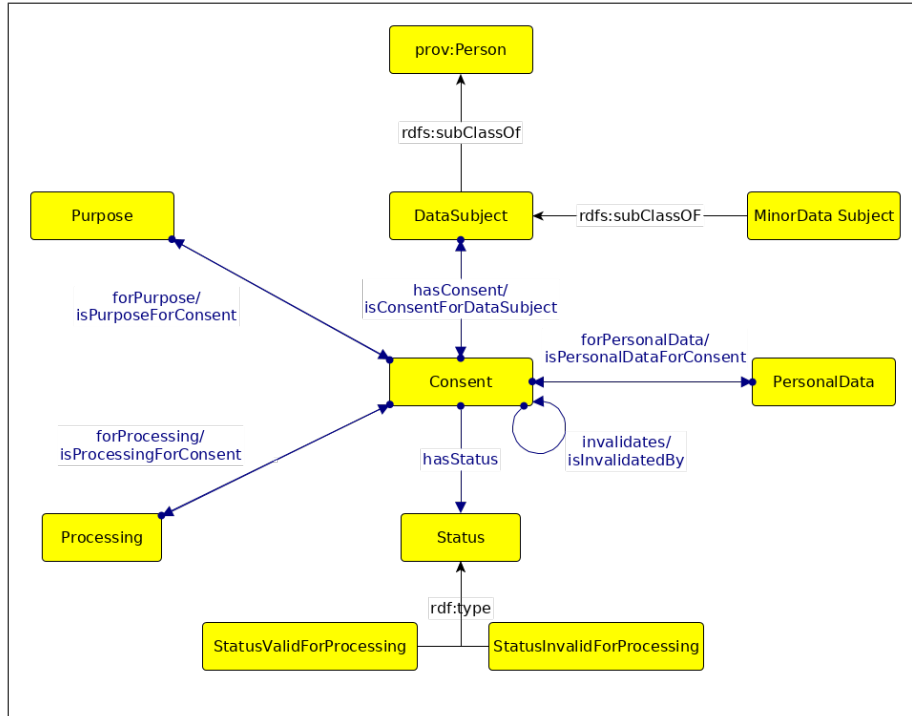 prov:Person
rdfs:subClassOf
Purpose
DataSubject
rdfs:subClassOF
MinorData Subject
hasConsent/
isConsentForDataSubject
forPurpose/
isPurposeForConsent
forPersonalData/
isPersonalDataForConsent
Consent
PersonalData
forProcessing/
isProcessingForConsent
hasStatus
invalidates/
isInvalidatedBy
Processing
Status
rdf:type
StatusValidForProcessing
StatusInvalidForProcessing